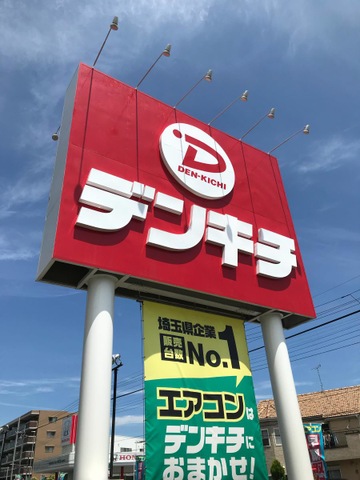 D
DEN-KICHI
デンキチ
埼玉県企業
販売
台数
No.1
エアコンは
デンキチに
おまかせ!
HON